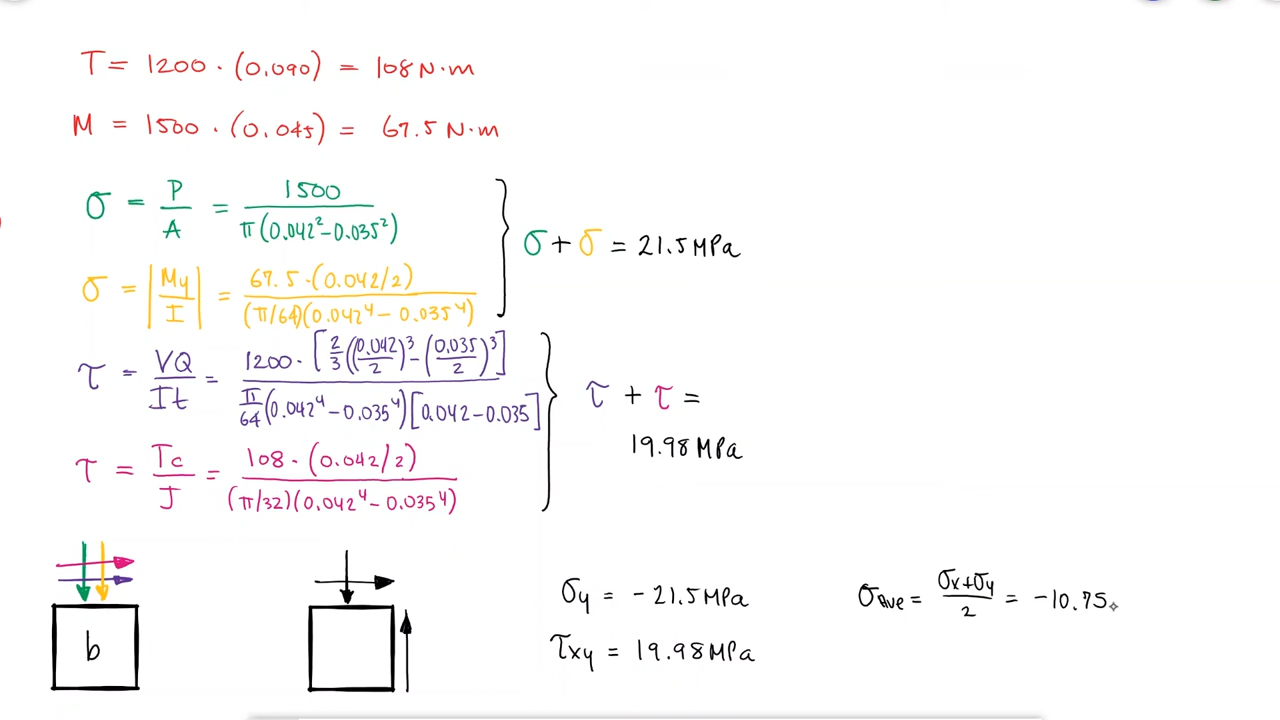 T = 1200 · (0.090) = 108 N·m
M = 1500 · (0.045) = 67.5 N·m
σ = P/A = 1500 / π(0.042² - 0.035²)
σ + σ = 21.5 MPa
σ = |My/I| = 67.5 · (0.042/2) / (π/64)(0.042⁴ - 0.035⁴)
τ = VQ/It = 1200 · [2/3((0.042/2)³ - (0.035/2)³] / π/64(0.042⁴ - 0.035⁴)[0.042 - 0.035]
τ + τ =
19.98 MPa
τ = Tc/J = 108 · (0.042/2) / (π/32)(0.042⁴ - 0.035⁴)
b
σy = -21.5 MPa
τxy = 19.98 MPa
σAve = σx+σy/2 = -10.75